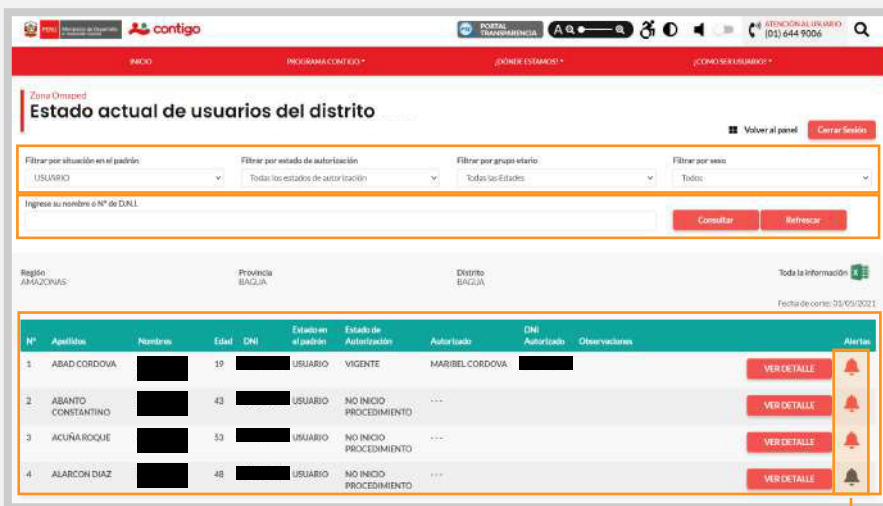 PERÚ Ministerio de Desarrollo contigo PORTAL TRANSPARENCIA A ATENCIÓN AL USUARIO (01) 644 9006
INICIO PROGRAMA CONTIGO ¿DÓNDE ESTAMOS? ¿CÓMO SER USUARIO?
Zona Omaped
Estado actual de usuarios del distrito
Volver al panel Cerrar Sesión
Filtrar por situación en el padrón Filtrar por estado de autorización Filtrar por grupo etario Filtrar por sexo
USUARIO Todas los estados de autorización Todas las Edades Todos
Ingrese su nombre o N° de D.N.I.
Consultar Refrescar
Región Provincia Distrito Toda la información
AMAZONAS BAGUA BAGUA
Fecha de corte: 03/05/2021
N° Apellidos Nombres Edad DNI Estado en el padrón Estado de Autorización Autorizado DNI Autorizado Observaciones Alertas
1 ABAD CORDOVA 19 USUARIO VIGENTE MARIBEL CORDOVA VER DETALLE
2 ABANTO CONSTANTINO 43 USUARIO NO INICIO PROCEDIMIENTO --- VER DETALLE
3 ACUÑA ROQUE 53 USUARIO NO INICIO PROCEDIMIENTO --- VER DETALLE
4 ALARCON DIAZ 48 USUARIO NO INICIO PROCEDIMIENTO --- VER DETALLE